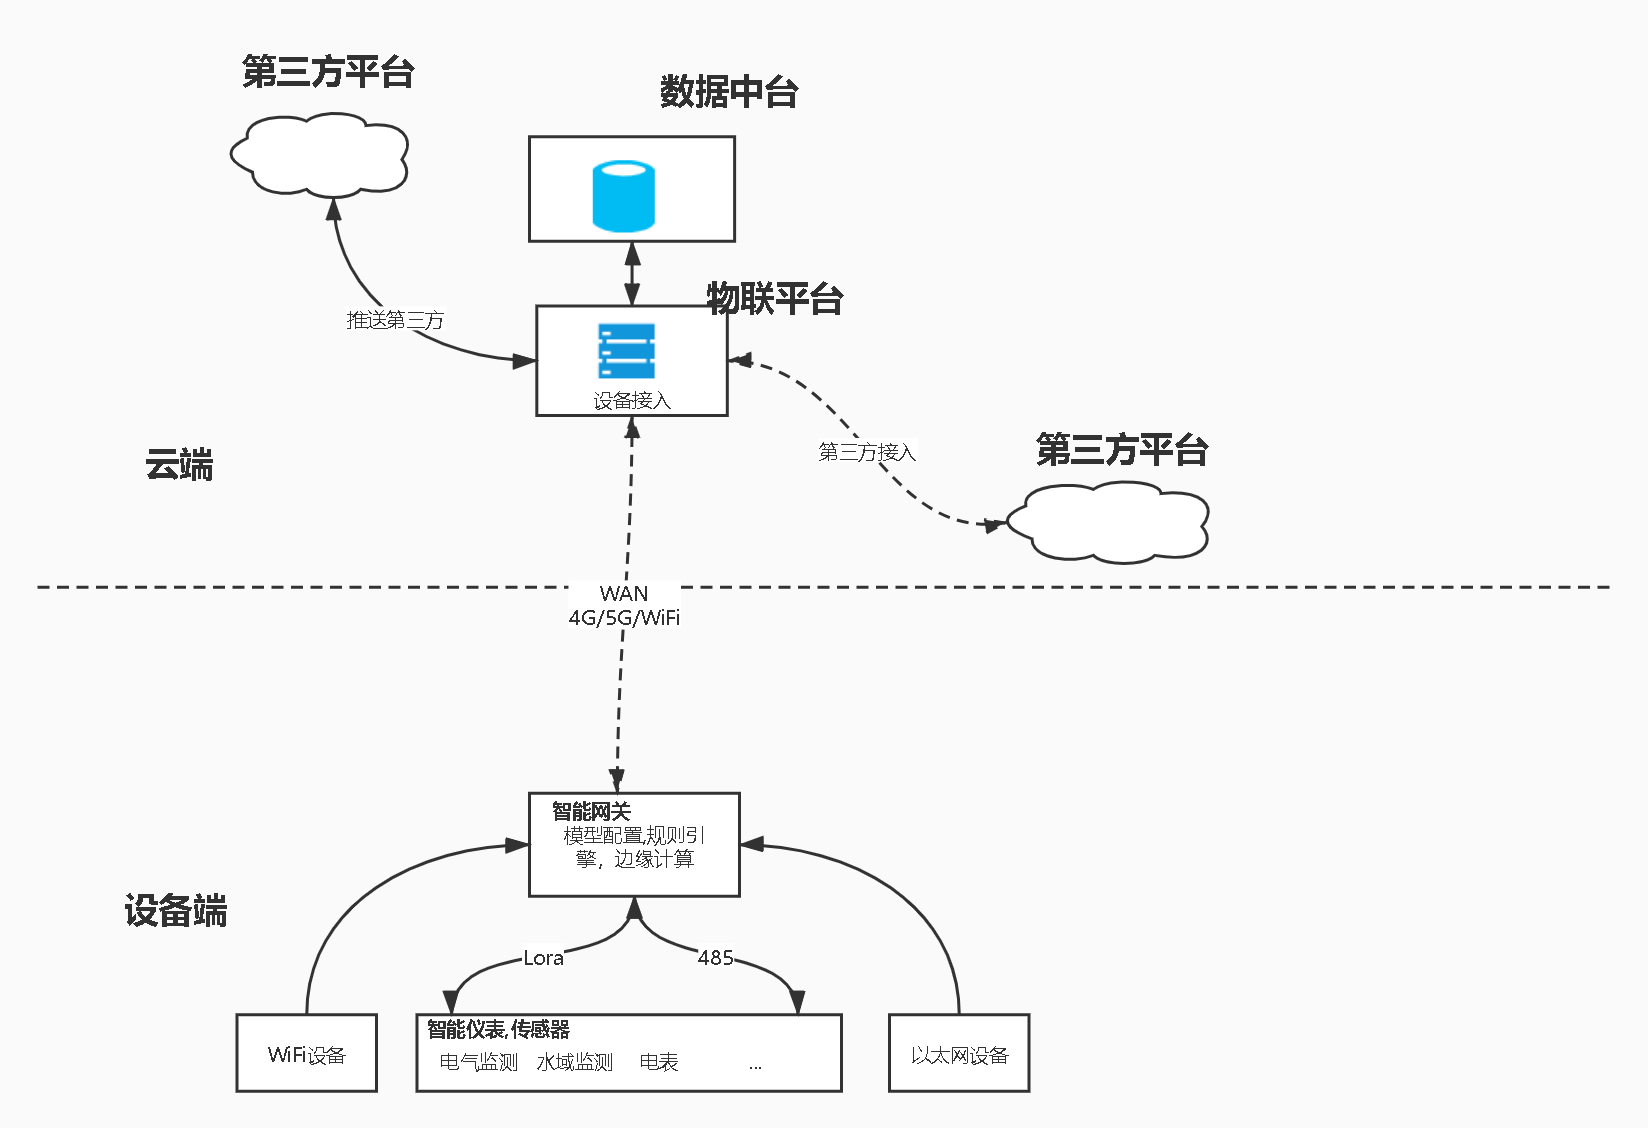 第三方平台
数据中台
物联平台
推送第三方
设备接入
第三方接入
第三方平台
云端
WAN
4G/5G/WiFi
智能网关
模型配置,规则引
擎，边缘计算
设备端
Lora
485
智能仪表,传感器
WiFi设备
电气监测 水域监测 电表 ...
以太网设备